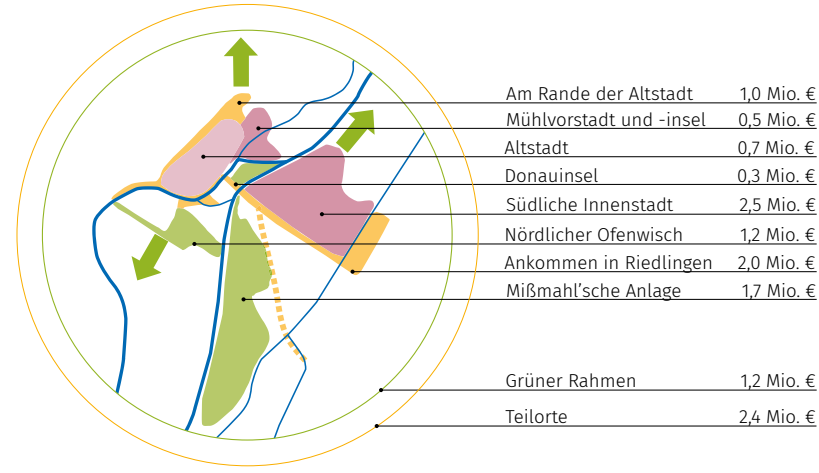 Am Rande der Altstadt 1,0 Mio. €
Mühlvorstadt und -insel 0,5 Mio. €
Altstadt 0,7 Mio. €
Donauinsel 0,3 Mio. €
Südliche Innenstadt 2,5 Mio. €
Nördlicher Ofenwisch 1,2 Mio. €
Ankommen in Riedlingen 2,0 Mio. €
Mißmahl’sche Anlage 1,7 Mio. €
Grüner Rahmen 1,2 Mio. €
Teilorte 2,4 Mio. €